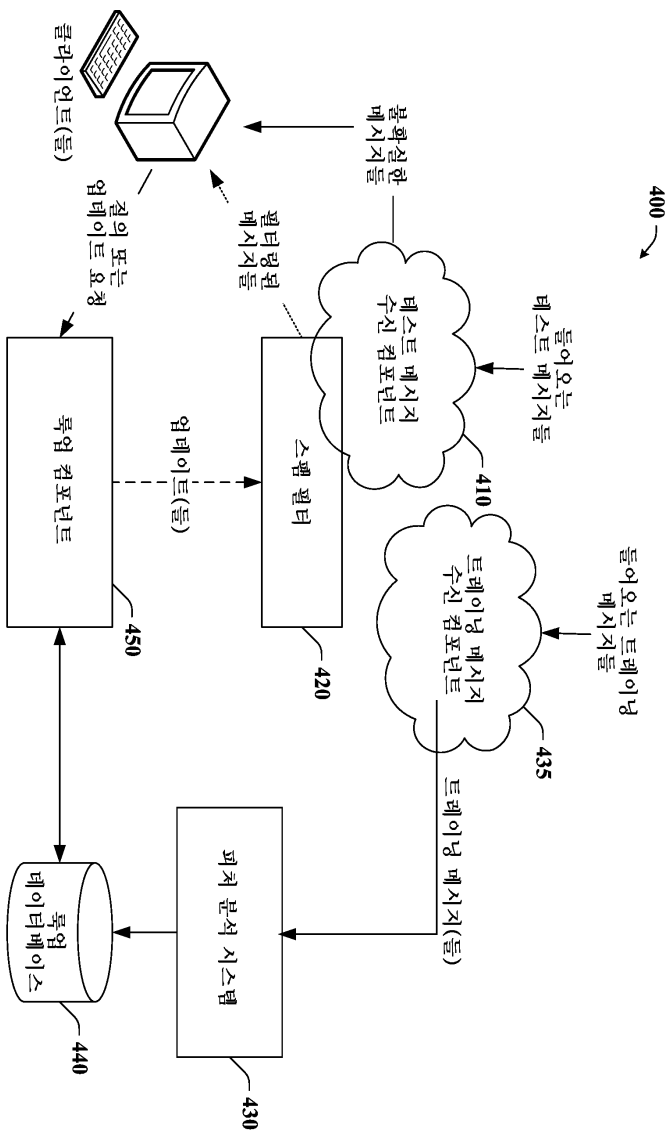 400
들어오는
테스트 메시지들
들어오는 트레이닝
메시지들
불확실한
메시지들
테스트 메시지
수신 컴포넌트
410
트레이닝 메시지
수신 컴포넌트
435
클라이언트(들)
필터링된
메시지들
스팸 필터
420
트레이닝 메시지(들)
질의 또는
업데이트 요청
업데이트(들)
피처 분석 시스템
430
룩업 컴포넌트
450
룩업
데이터베이스
440